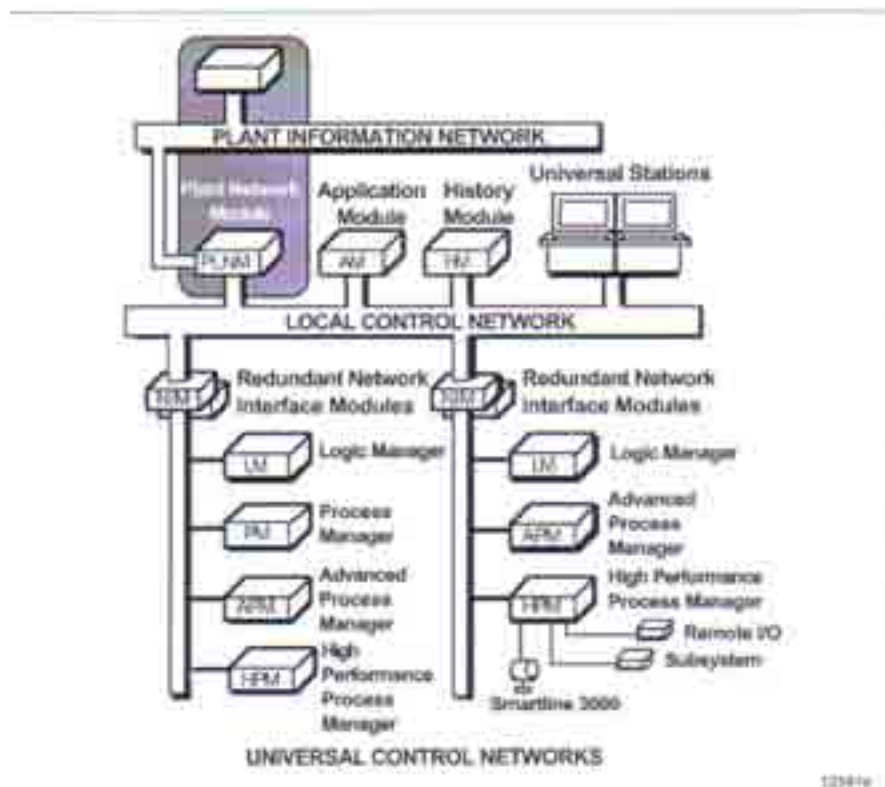 PLANT INFORMATION NETWORK
Universal Stations
Plant Network
Module
Application
Module
History
Module
PLNM
AM
HM
LOCAL CONTROL NETWORK
NIM
Redundant Network
Interface Modules
NIM
Redundant Network
Interface Modules
LM
Logic Manager
LM
Logic Manager
PM
Process
Manager
APM
Advanced
Process
Manager
APM
Advanced
Process
Manager
HPM
High Performance
Process Manager
Remote I/O
Subsystem
Smartline 3000
HPM
High
Performance
Process
Manager
UNIVERSAL CONTROL NETWORKS